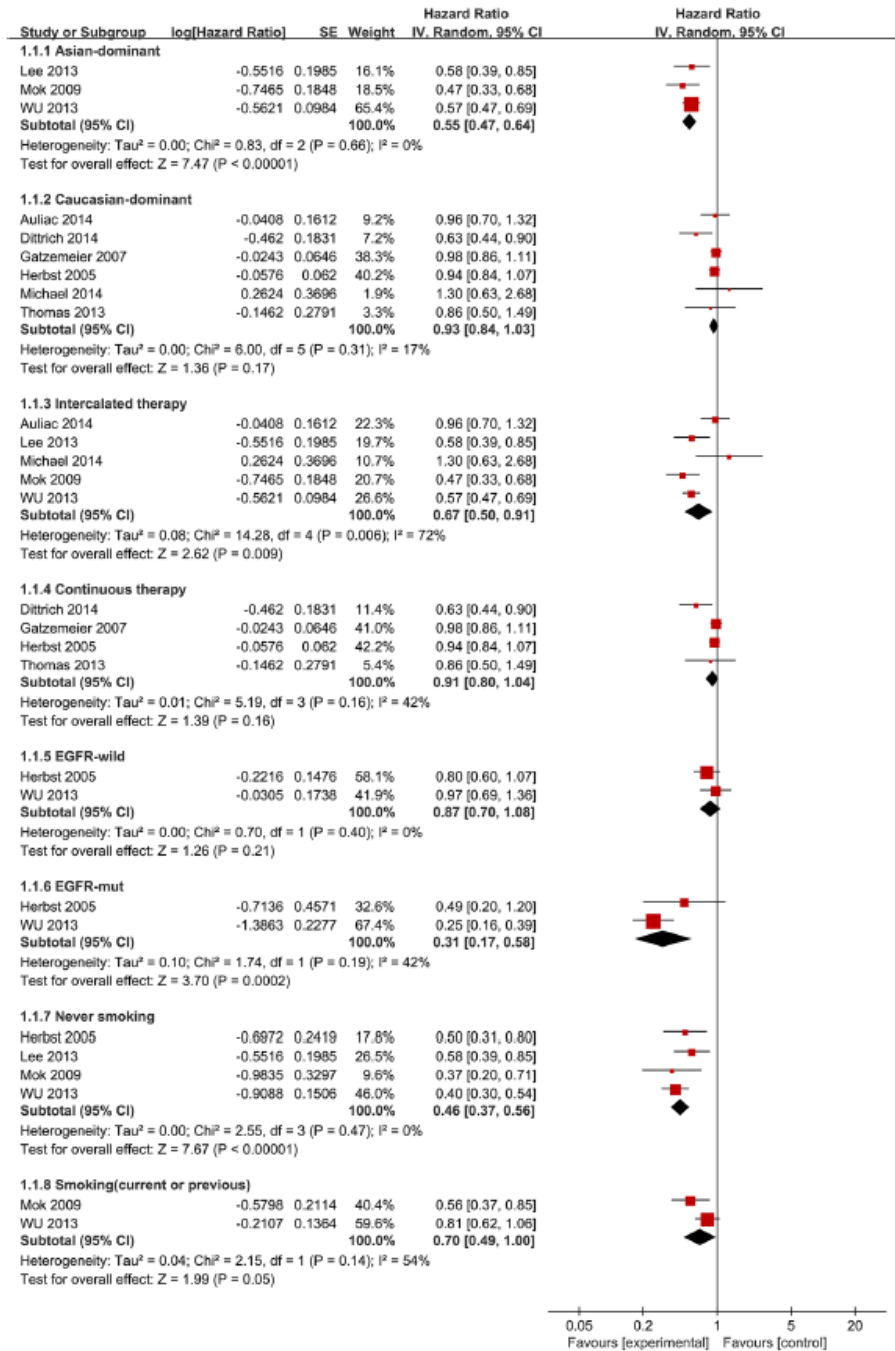 Hazard Ratio Hazard Ratio
Study or Subgroup log[Hazard Ratio] SE Weight IV, Random, 95% CI IV, Random, 95% CI
1.1.1 Asian-dominant
Lee 2013 -0.5516 0.1985 16.1% 0.58 [0.39, 0.85]
Mok 2009 -0.7465 0.1848 18.5% 0.47 [0.33, 0.68]
WU 2013 -0.5621 0.0984 65.4% 0.57 [0.47, 0.69]
Subtotal (95% CI) 100.0% 0.55 [0.47, 0.64]
Heterogeneity: Tau² = 0.00; Chi² = 0.83, df = 2 (P = 0.66); I² = 0%
Test for overall effect: Z = 7.47 (P < 0.00001)
1.1.2 Caucasian-dominant
Auliac 2014 -0.0408 0.1612 9.2% 0.96 [0.70, 1.32]
Dittrich 2014 -0.462 0.1831 7.2% 0.63 [0.44, 0.90]
Gatzemeier 2007 -0.0243 0.0646 38.3% 0.98 [0.86, 1.11]
Herbst 2005 -0.0576 0.062 40.2% 0.94 [0.84, 1.07]
Michael 2014 0.2624 0.3696 1.9% 1.30 [0.63, 2.68]
Thomas 2013 -0.1462 0.2791 3.3% 0.86 [0.50, 1.49]
Subtotal (95% CI) 100.0% 0.93 [0.84, 1.03]
Heterogeneity: Tau² = 0.00; Chi² = 6.00, df = 5 (P = 0.31); I² = 17%
Test for overall effect: Z = 1.36 (P = 0.17)
1.1.3 Intercalated therapy
Auliac 2014 -0.0408 0.1612 22.3% 0.96 [0.70, 1.32]
Lee 2013 -0.5516 0.1985 19.7% 0.58 [0.39, 0.85]
Michael 2014 0.2624 0.3696 10.7% 1.30 [0.63, 2.68]
Mok 2009 -0.7465 0.1848 20.7% 0.47 [0.33, 0.68]
WU 2013 -0.5621 0.0984 26.6% 0.57 [0.47, 0.69]
Subtotal (95% CI) 100.0% 0.67 [0.50, 0.91]
Heterogeneity: Tau² = 0.08; Chi² = 14.28, df = 4 (P = 0.006); I² = 72%
Test for overall effect: Z = 2.62 (P = 0.009)
1.1.4 Continuous therapy
Dittrich 2014 -0.462 0.1831 11.4% 0.63 [0.44, 0.90]
Gatzemeier 2007 -0.0243 0.0646 41.0% 0.98 [0.86, 1.11]
Herbst 2005 -0.0576 0.062 42.2% 0.94 [0.84, 1.07]
Thomas 2013 -0.1462 0.2791 5.4% 0.86 [0.50, 1.49]
Subtotal (95% CI) 100.0% 0.91 [0.80, 1.04]
Heterogeneity: Tau² = 0.01; Chi² = 5.19, df = 3 (P = 0.16); I² = 42%
Test for overall effect: Z = 1.39 (P = 0.16)
1.1.5 EGFR-wild
Herbst 2005 -0.2216 0.1476 58.1% 0.80 [0.60, 1.07]
WU 2013 -0.0305 0.1738 41.9% 0.97 [0.69, 1.36]
Subtotal (95% CI) 100.0% 0.87 [0.70, 1.08]
Heterogeneity: Tau² = 0.00; Chi² = 0.70, df = 1 (P = 0.40); I² = 0%
Test for overall effect: Z = 1.26 (P = 0.21)
1.1.6 EGFR-mut
Herbst 2005 -0.7136 0.4571 32.6% 0.49 [0.20, 1.20]
WU 2013 -1.3863 0.2277 67.4% 0.25 [0.16, 0.39]
Subtotal (95% CI) 100.0% 0.31 [0.17, 0.58]
Heterogeneity: Tau² = 0.10; Chi² = 1.74, df = 1 (P = 0.19); I² = 42%
Test for overall effect: Z = 3.70 (P = 0.0002)
1.1.7 Never smoking
Herbst 2005 -0.6972 0.2419 17.8% 0.50 [0.31, 0.80]
Lee 2013 -0.5516 0.1985 26.5% 0.58 [0.39, 0.85]
Mok 2009 -0.9835 0.3297 9.6% 0.37 [0.20, 0.71]
WU 2013 -0.9088 0.1506 46.0% 0.40 [0.30, 0.54]
Subtotal (95% CI) 100.0% 0.46 [0.37, 0.56]
Heterogeneity: Tau² = 0.00; Chi² = 2.55, df = 3 (P = 0.47); I² = 0%
Test for overall effect: Z = 7.67 (P < 0.00001)
1.1.8 Smoking(current or previous)
Mok 2009 -0.5798 0.2114 40.4% 0.56 [0.37, 0.85]
WU 2013 -0.2107 0.1364 59.6% 0.81 [0.62, 1.06]
Subtotal (95% CI) 100.0% 0.70 [0.49, 1.00]
Heterogeneity: Tau² = 0.04; Chi² = 2.15, df = 1 (P = 0.14); I² = 54%
Test for overall effect: Z = 1.99 (P = 0.05)
0.05 0.2 1 5 20
Favours [experimental] Favours [control]